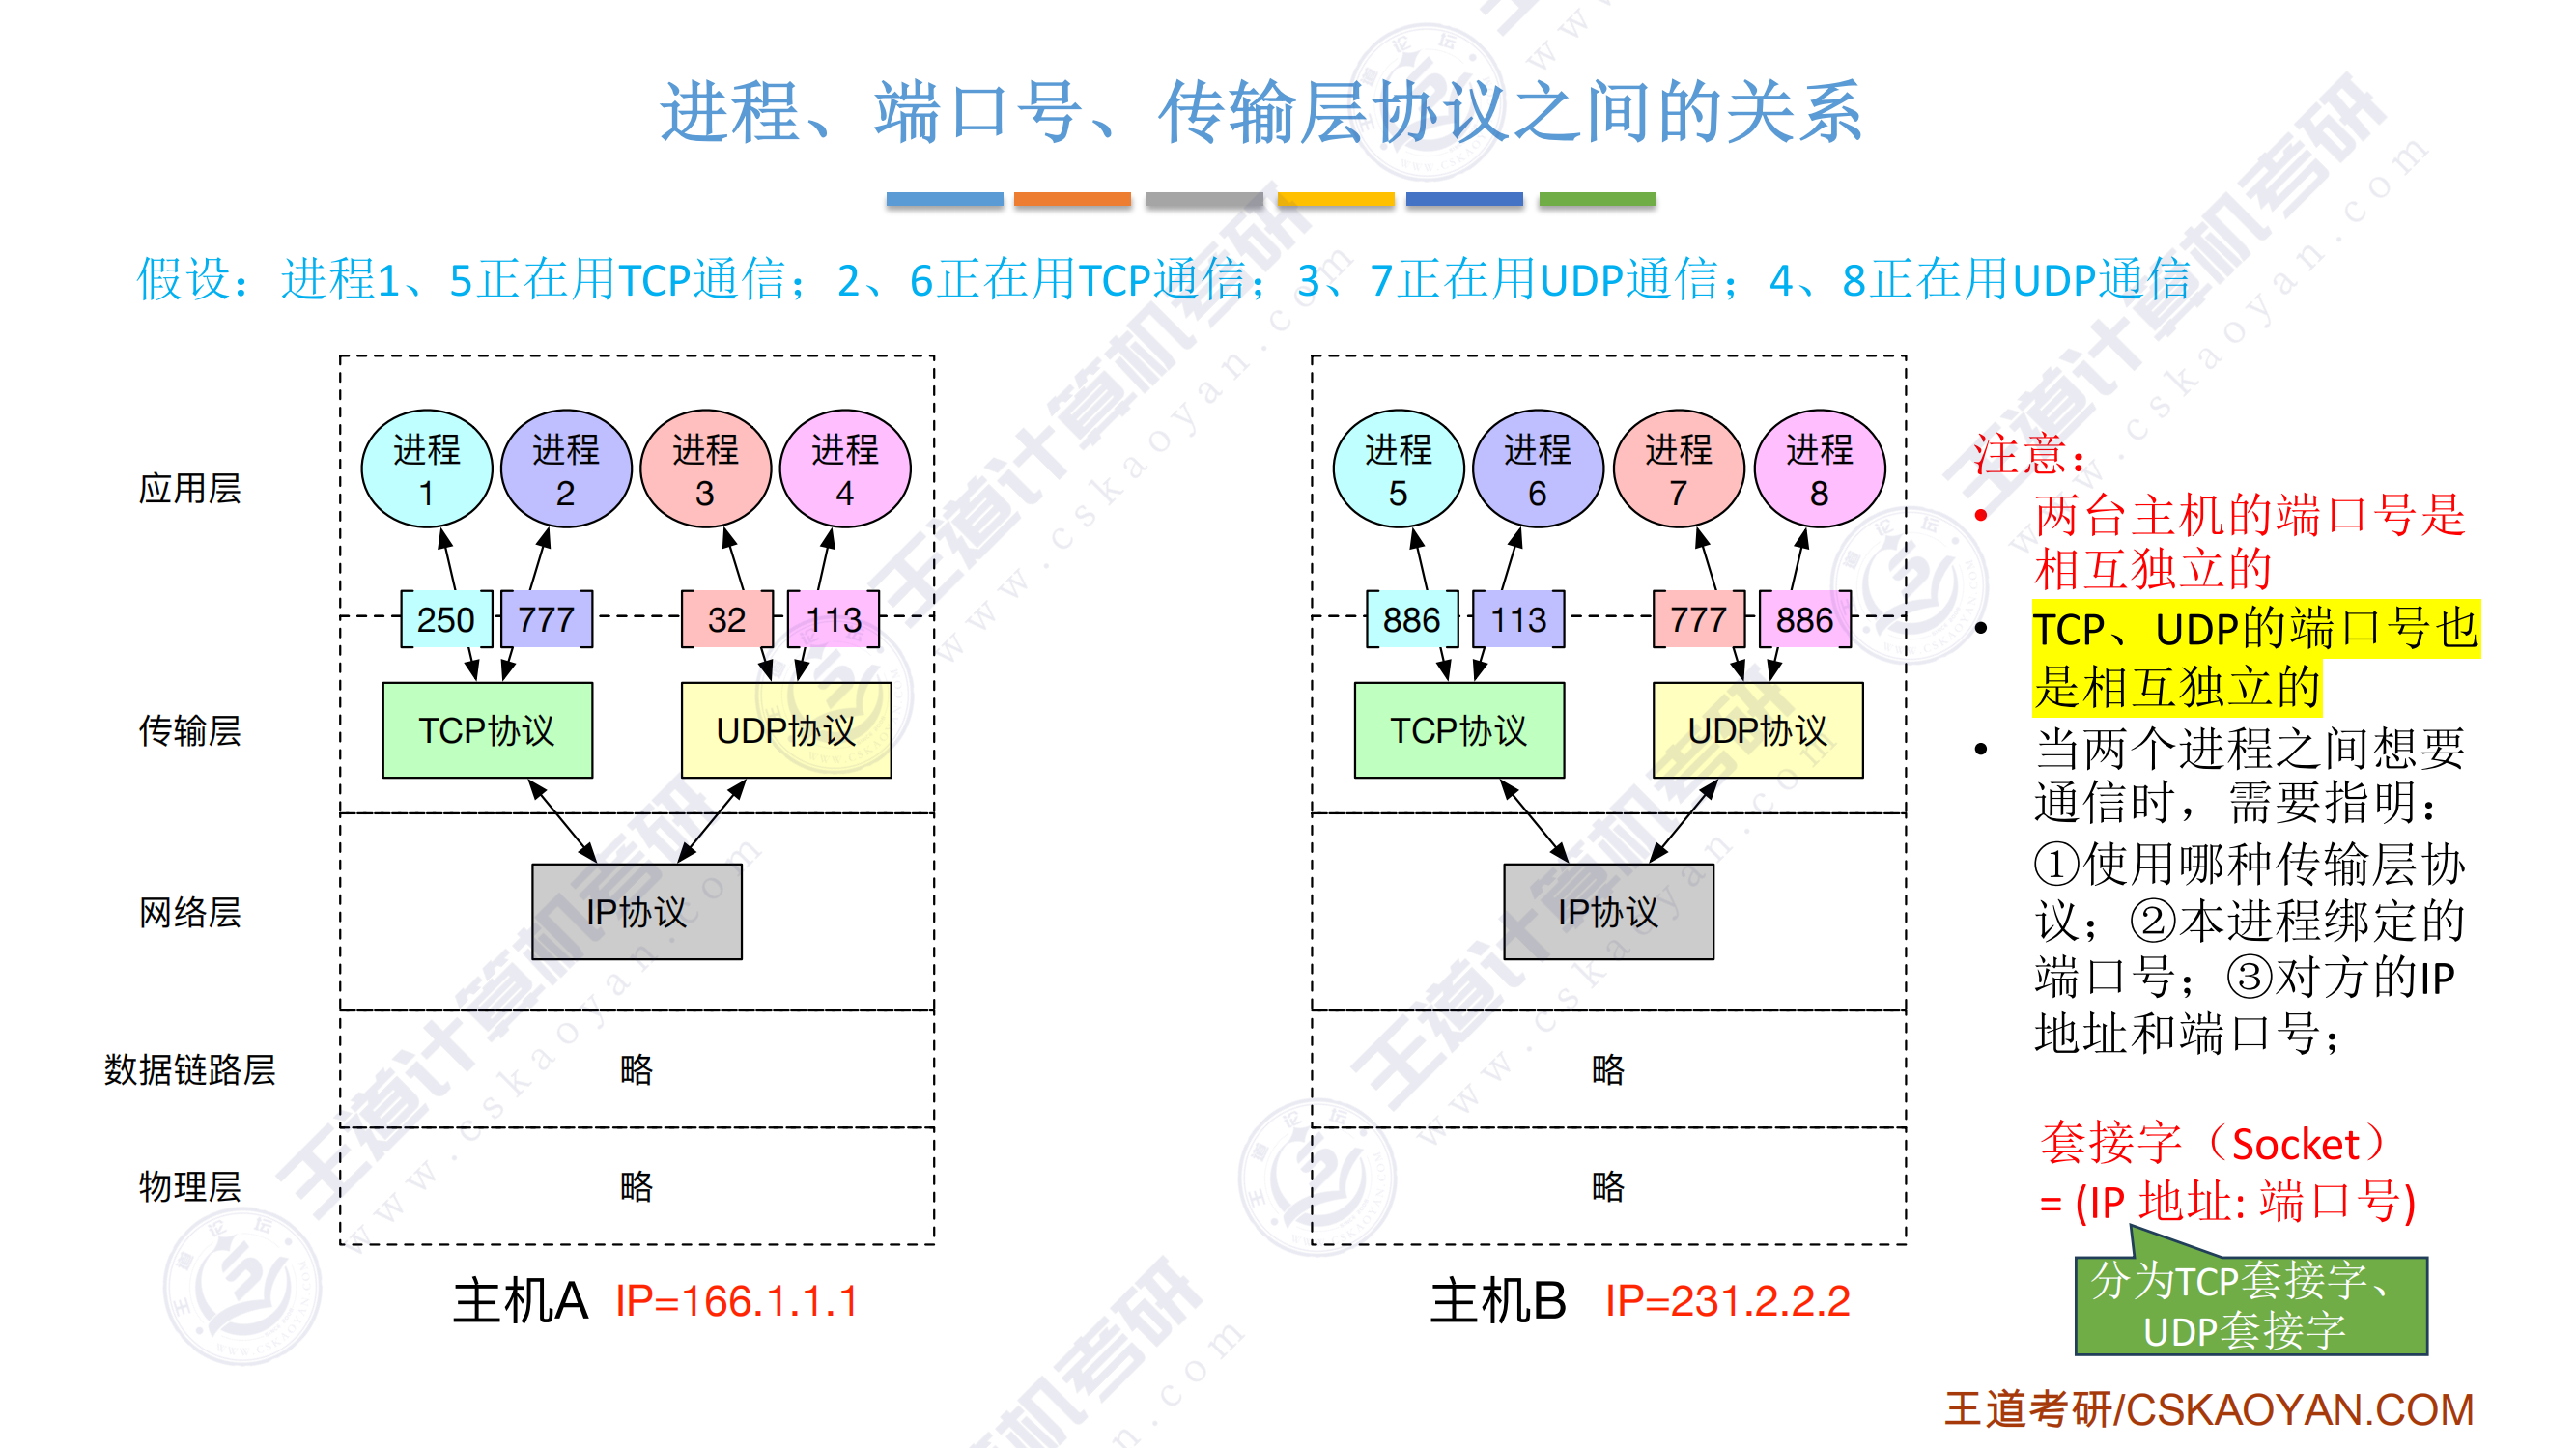 进程、端口号、传输层协议之间的关系
假设：进程1、5正在用TCP通信；2、6正在用TCP通信；3、7正在用UDP通信；4、8正在用UDP通信
应用层
传输层
网络层
数据链路层
物理层
进程
1
进程
2
进程
3
进程
4
250
777
32
113
TCP协议
UDP协议
IP协议
略
略
主机A IP=166.1.1.1
进程
5
进程
6
进程
7
进程
8
886
113
777
886
TCP协议
UDP协议
IP协议
略
略
主机B IP=231.2.2.2
注意：
• 两台主机的端口号是
相互独立的
• TCP、UDP的端口号也
是相互独立的
• 当两个进程之间想要
通信时，需要指明：
①使用哪种传输层协
议；②本进程绑定的
端口号；③对方的IP
地址和端口号；
套接字（Socket）
= (IP 地址: 端口号)
分为TCP套接字、
UDP套接字
王道考研/CSKAOYAN.COM
王道计算机考研
www.cskaoyan.com